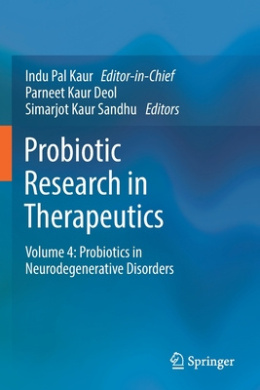 Indu Pal Kaur Editor-in-Chief
Parneet Kaur Deol
Simarjot Kaur Sandhu Editors
Probiotic
Research in
Therapeutics
Volume 4: Probiotics in
Neurodegenerative Disorders
Springer